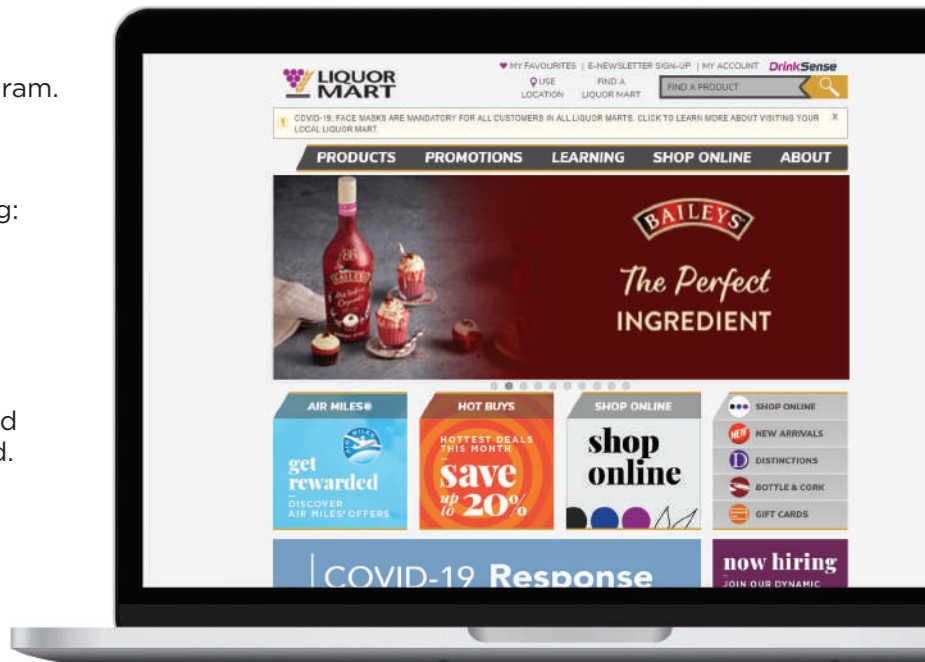 ram.
g:
d
d.
LIQUOR
MART
MY FAVOURITES | E-NEWSLETTER SIGN-UP | MY ACCOUNT DrinkSense
USE
LOCATION
FIND A
LIQUOR MART
FIND A PRODUCT
COVID-19: FACE MASKS ARE MANDATORY FOR ALL CUSTOMERS IN ALL LIQUOR MARTS. CLICK TO LEARN MORE ABOUT VISITING YOUR
LOCAL LIQUOR MART.
X
PRODUCTS PROMOTIONS LEARNING SHOP ONLINE ABOUT
BAILEYS
The Perfect
INGREDIENT
BAILEYS
AIR MILES®
AIR MILES
get
rewarded
DISCOVER
AIR MILES® OFFERS
HOT BUYS
HOTTEST DEALS
THIS MONTH
save
up
to 20%
SHOP ONLINE
shop
online
SHOP ONLINE
NEW NEW ARRIVALS
D DISTINCTIONS
BOTTLE & CORK
GIFT CARDS
COVID-19 Response
now hiring
JOIN OUR DYNAMIC